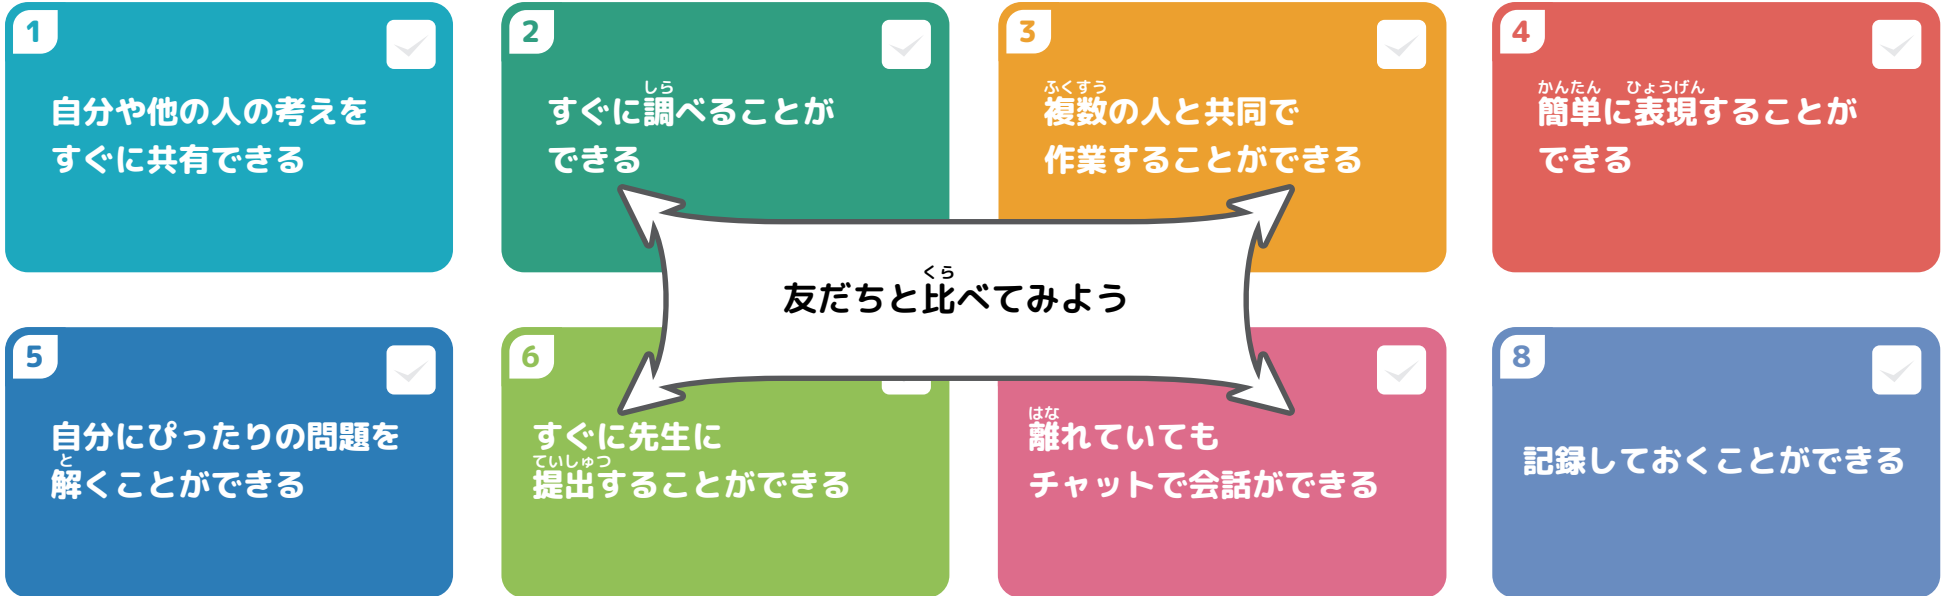 1
自分や他の人の考えを
すぐに共有できる
2
しら
すぐに調べることが
できる
3
ふくすう
複数の人と共同で
作業することができる
4
かんたん ひょうげん
簡単に表現することが
できる
くら
友だちと比べてみよう
5
自分にぴったりの問題を
と
解くことができる
6
すぐに先生に
ていしゅつ
提出することができる
はな
離れていても
チャットで会話ができる
8
記録しておくことができる